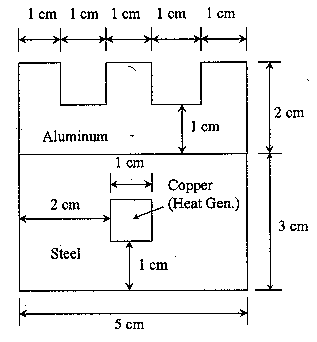 1 cm 1 cm 1 cm 1 cm 1 cm
2 cm
1 cm
Aluminum
1 cm
Copper
(Heat Gen.)
2 cm
3 cm
Steel
1 cm
5 cm